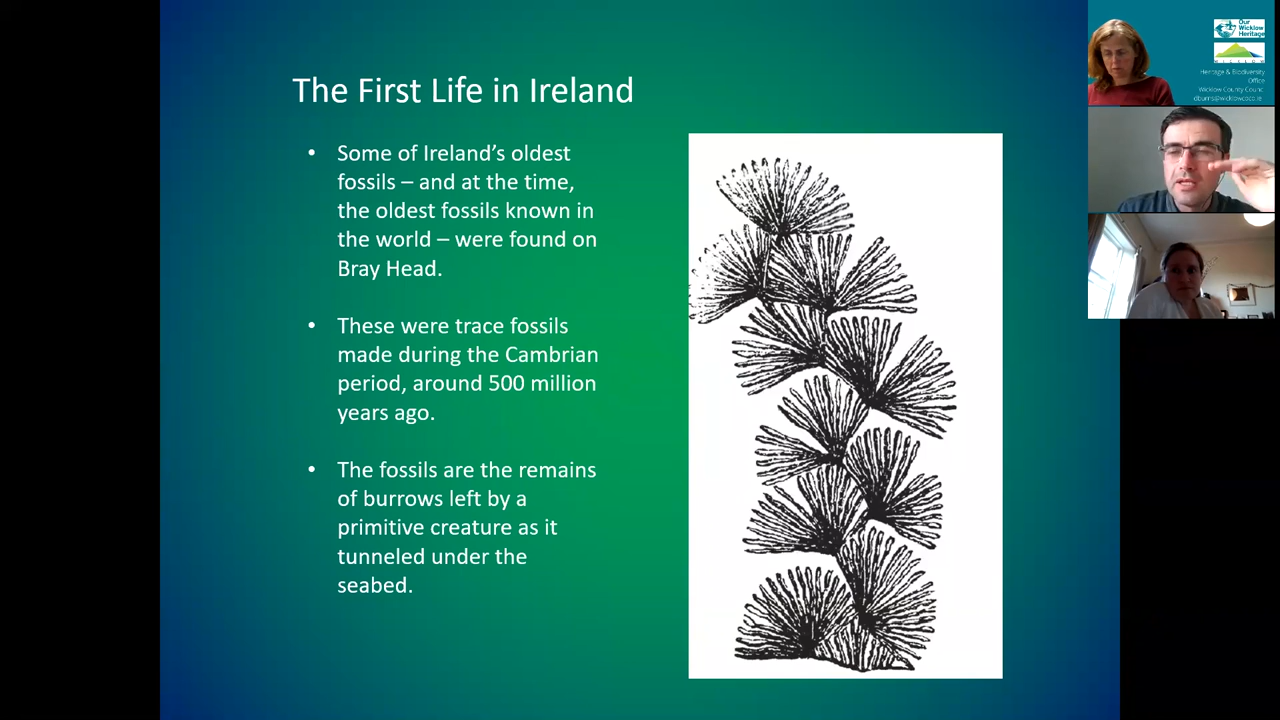 The First Life in Ireland
• Some of Ireland’s oldest
fossils – and at the time,
the oldest fossils known in
the world – were found on
Bray Head.
• These were trace fossils
made during the Cambrian
period, around 500 million
years ago.
• The fossils are the remains
of burrows left by a
primitive creature as it
tunneled under the
seabed.
Our
Wicklow
Heritage
Heritage & Biodiversity
Office
Wicklow County Council
dburns@wicklowcoco.ie